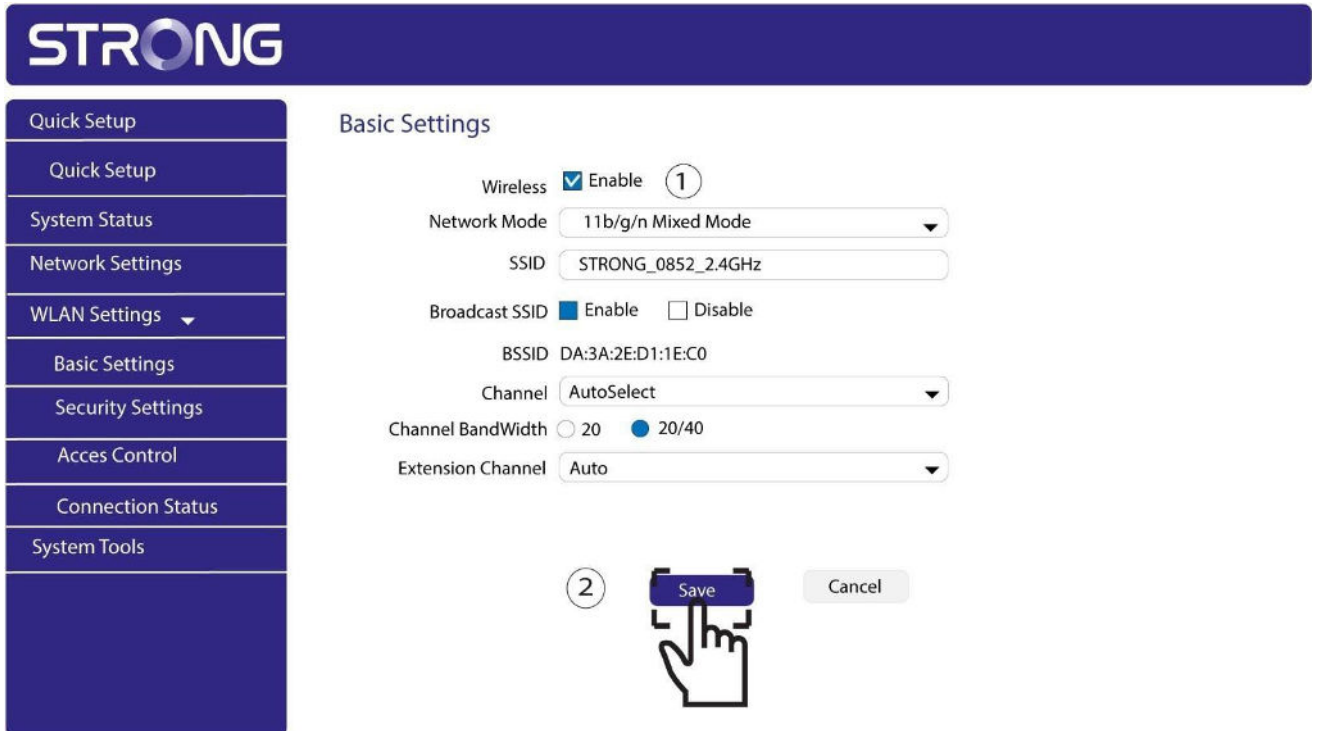 STRONG
Quick Setup
Quick Setup
System Status
Network Settings
WLAN Settings
Basic Settings
Security Settings
Acces Control
Connection Status
System Tools
Basic Settings
Wireless Enable 1
Network Mode 11b/g/n Mixed Mode
SSID STRONG_0852_2.4GHz
Broadcast SSID Enable Disable
BSSID DA:3A:2E:D1:1E:C0
Channel AutoSelect
Channel BandWidth 20 20/40
Extension Channel Auto
2 Save Cancel